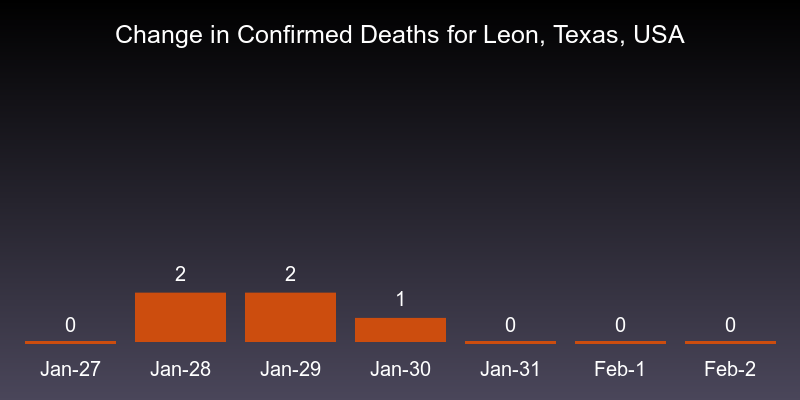 Change in Confirmed Deaths for Leon, Texas, USA
0 2 2 1 0 0 0
Jan-27 Jan-28 Jan-29 Jan-30 Jan-31 Feb-1 Feb-2